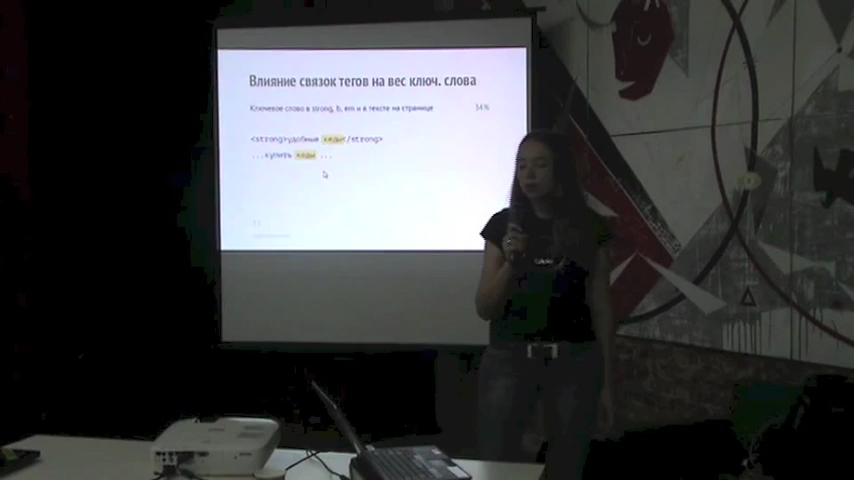 Влияние связок тегов на вес ключ. слова
Ключевое слово в strong, b, em и в тексте на странице 34%
<strong>удобные кеды</strong>
...купить кеды ...